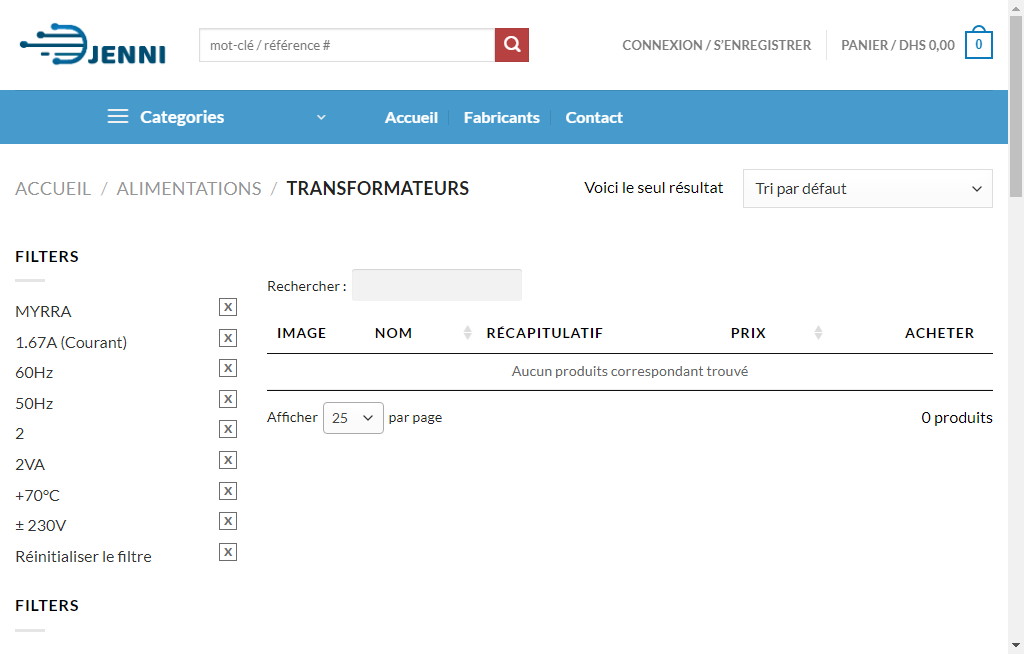 JENNI
mot-clé / référence #
CONNEXION / S'ENREGISTRER
PANIER / DHS 0,00
0
Categories
Accueil
Fabricants
Contact
ACCUEIL / ALIMENTATIONS / TRANSFORMATEURS
Voici le seul résultat
Tri par défaut
FILTERS
MYRRA X
1.67A (Courant) X
60Hz X
50Hz X
2 X
2VA X
+70°C X
± 230V X
Réinitialiser le filtre X
FILTERS
Rechercher :
IMAGE NOM RÉCAPITULATIF PRIX ACHETER
Aucun produits correspondant trouvé
Afficher 25 par page
0 produits